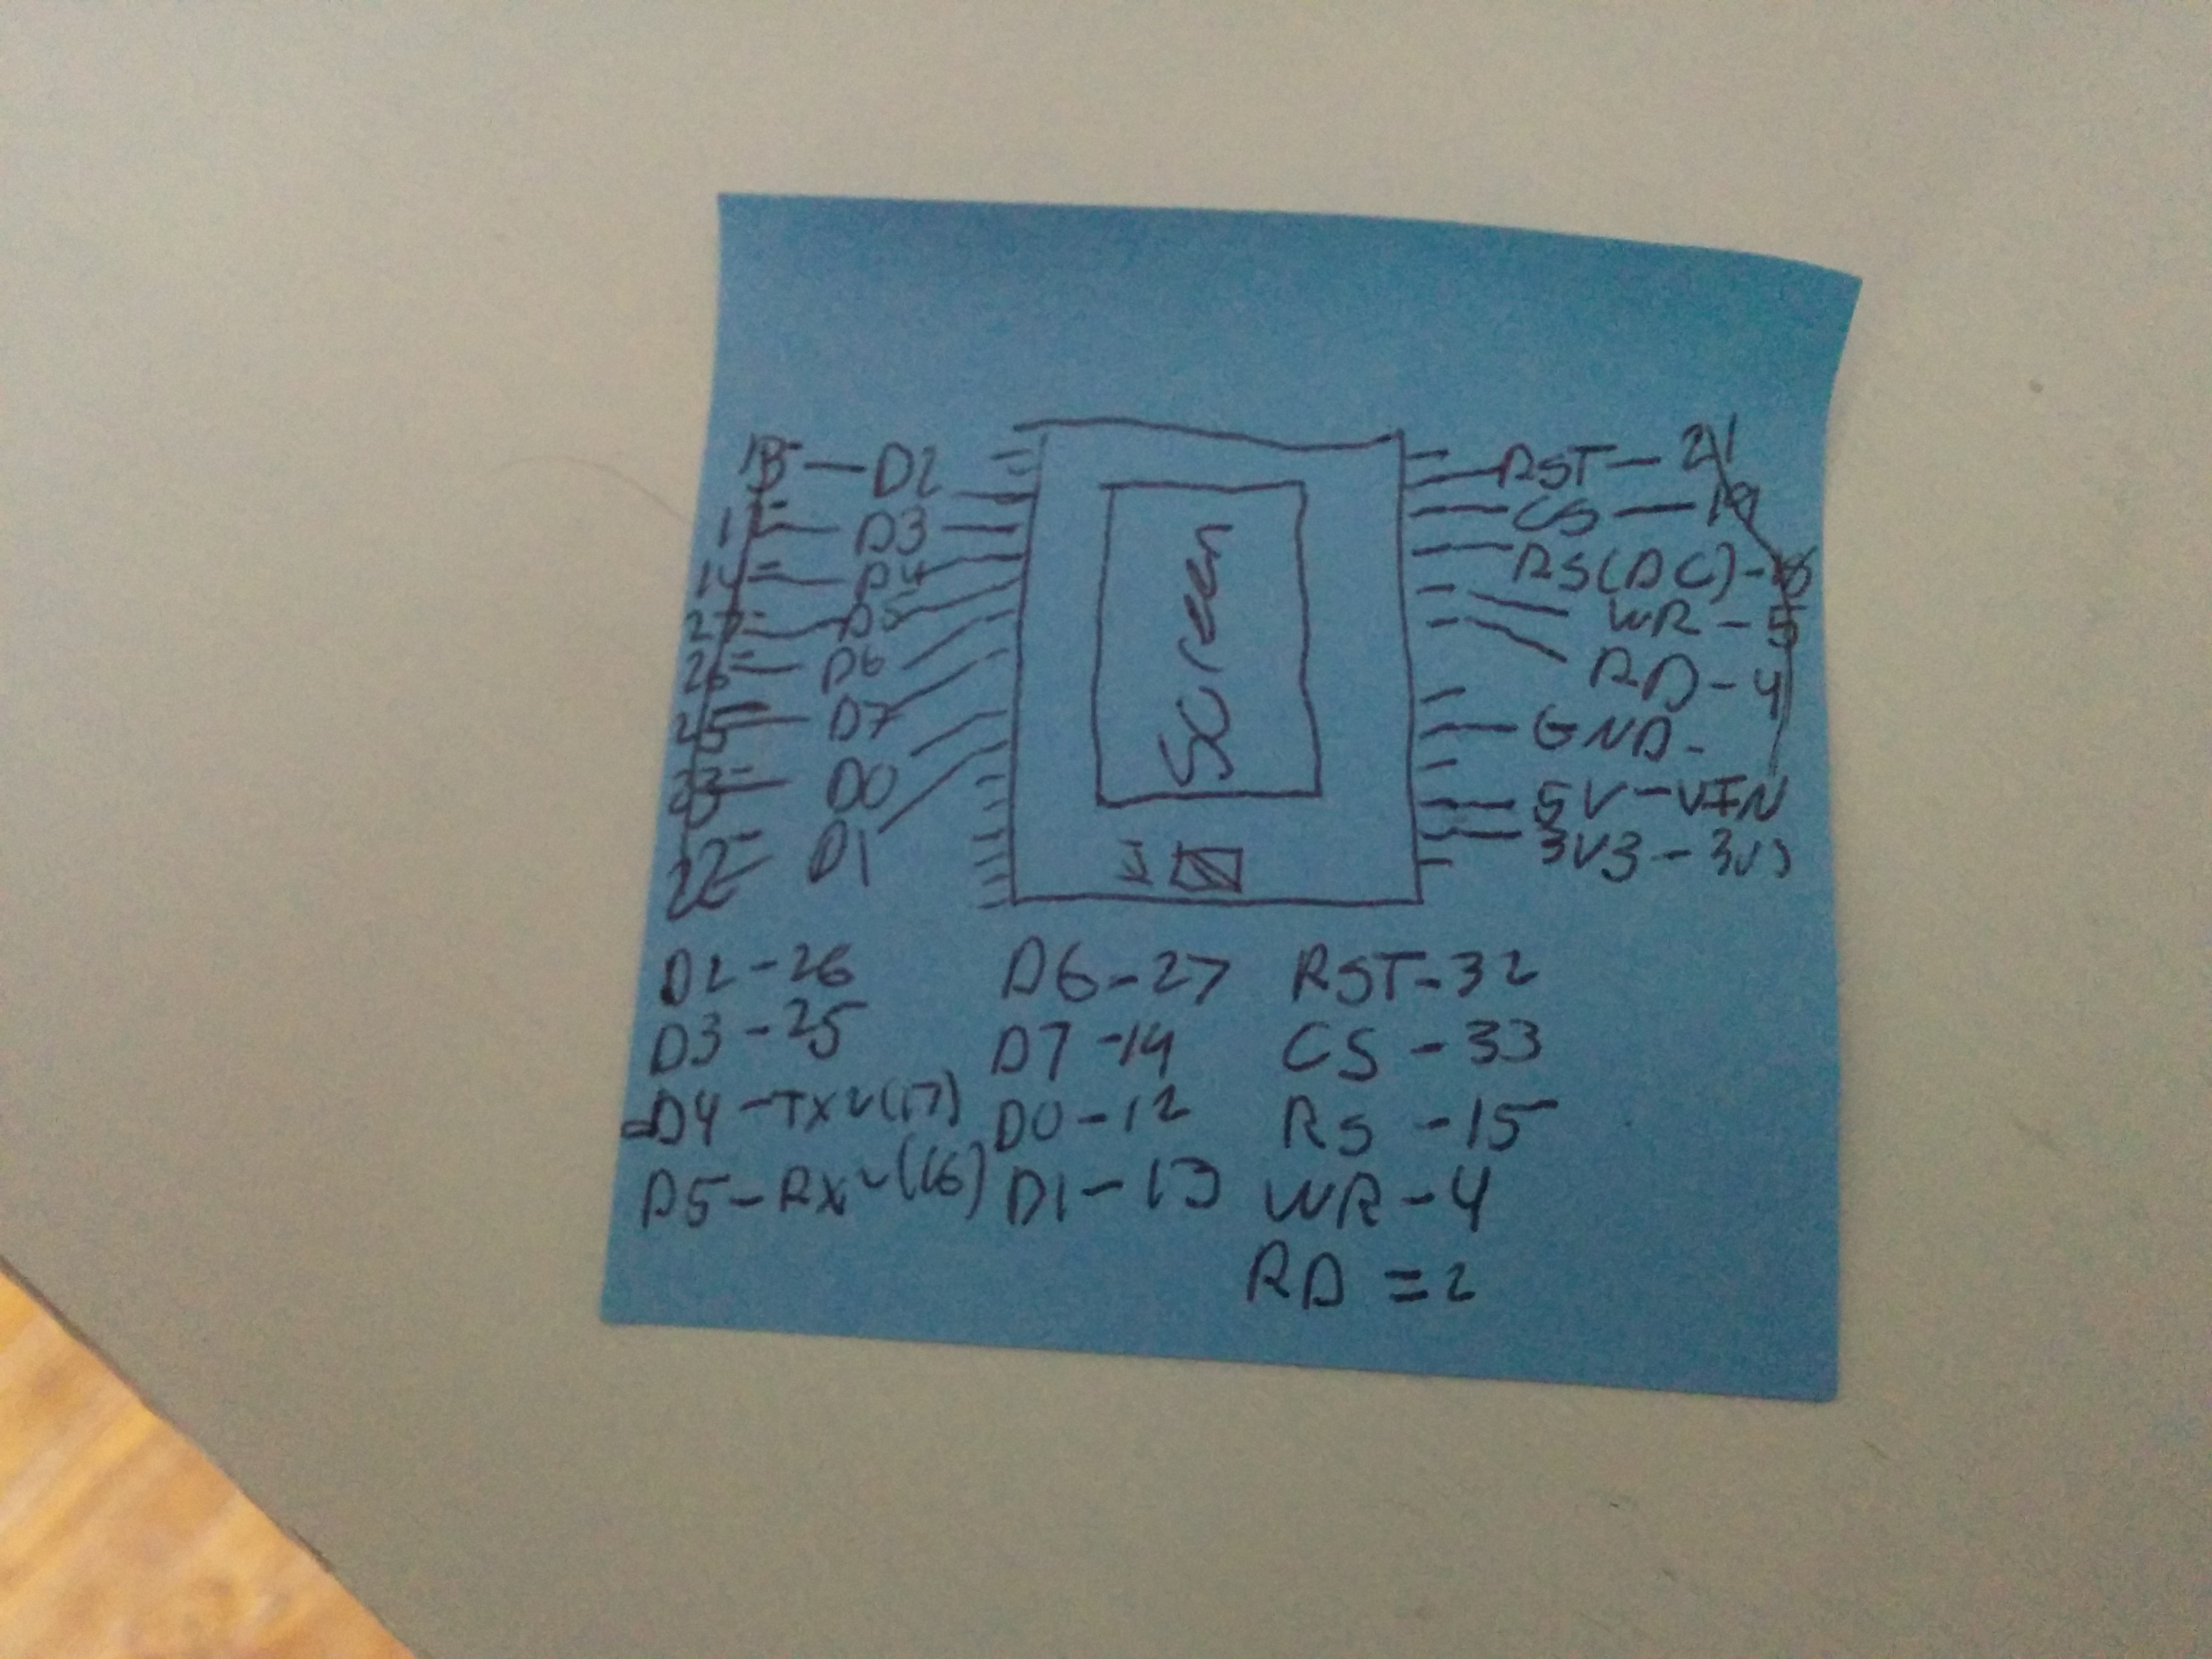 D2 RST - 21
D3 CS - 19
14 - D4 RS(DC) - 18
27 - D5 WR - 5
26 - D6 RD - 4
25 - D7 GND -
23 - D0 5V - VIN
22 - D1 3V3 - 3V3
Screen
D2 - 26 D6 - 27 RST - 32
D3 - 25 D7 - 14 CS - 33
D4 - TX2(17) D0 - 12 RS - 15
D5 - RX2(16) D1 - 13 WR - 4
RD = 2